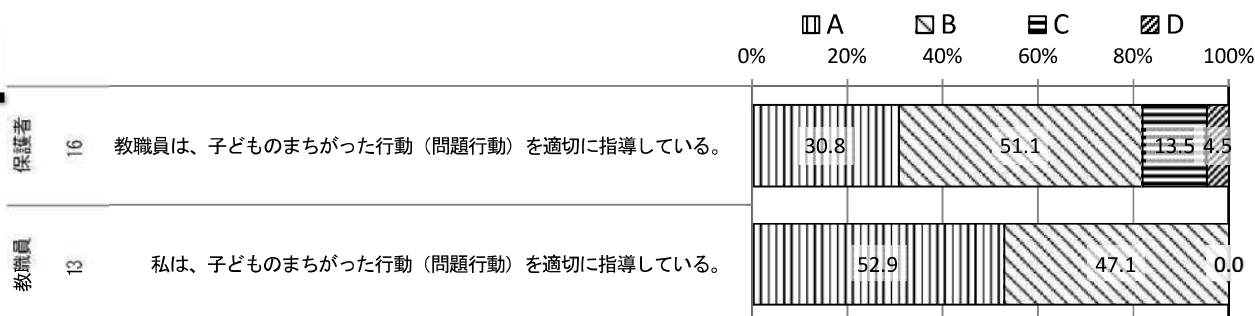 A B C D
0% 20% 40% 60% 80% 100%
保護者 16 教職員は、子どものまちがった行動（問題行動）を適切に指導している。 30.8 51.1 13.5 4.5
教職員 13 私は、子どものまちがった行動（問題行動）を適切に指導している。 52.9 47.1 0.0